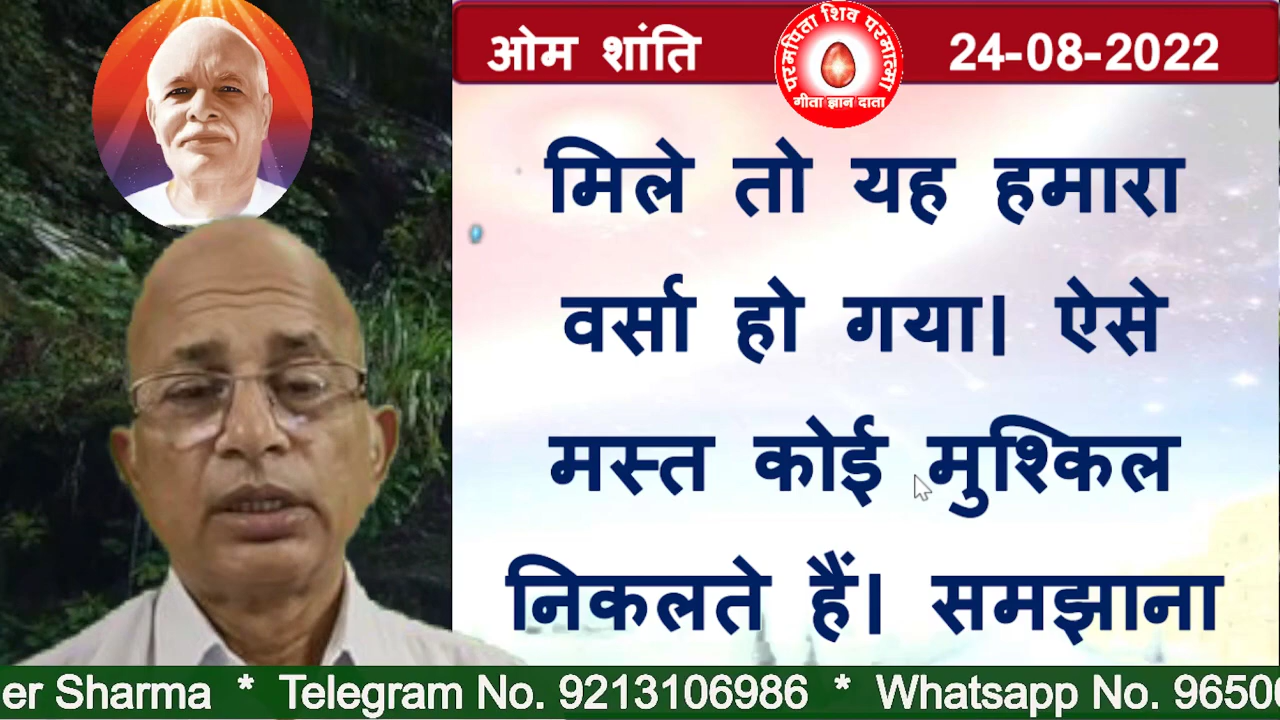 ओम शांति
परमपिता शिव परमात्मा
गीता ज्ञान दाता
24-08-2022
मिले तो यह हमारा
वर्सा हो गया। ऐसे
मस्त कोई मुश्किल
निकलते हैं। समझाना
er Sharma * Telegram No. 9213106986 * Whatsapp No. 9650